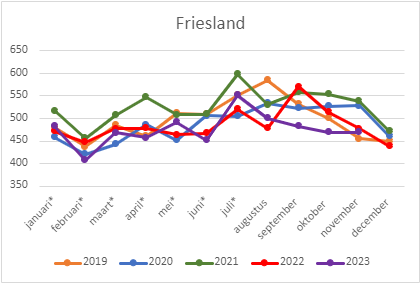 Friesland
650
600
550
500
450
400
350
januari*
februari*
maart*
april*
mei*
juni*
juli*
augustus
september
oktober
november
december
2019 2020 2021 2022 2023